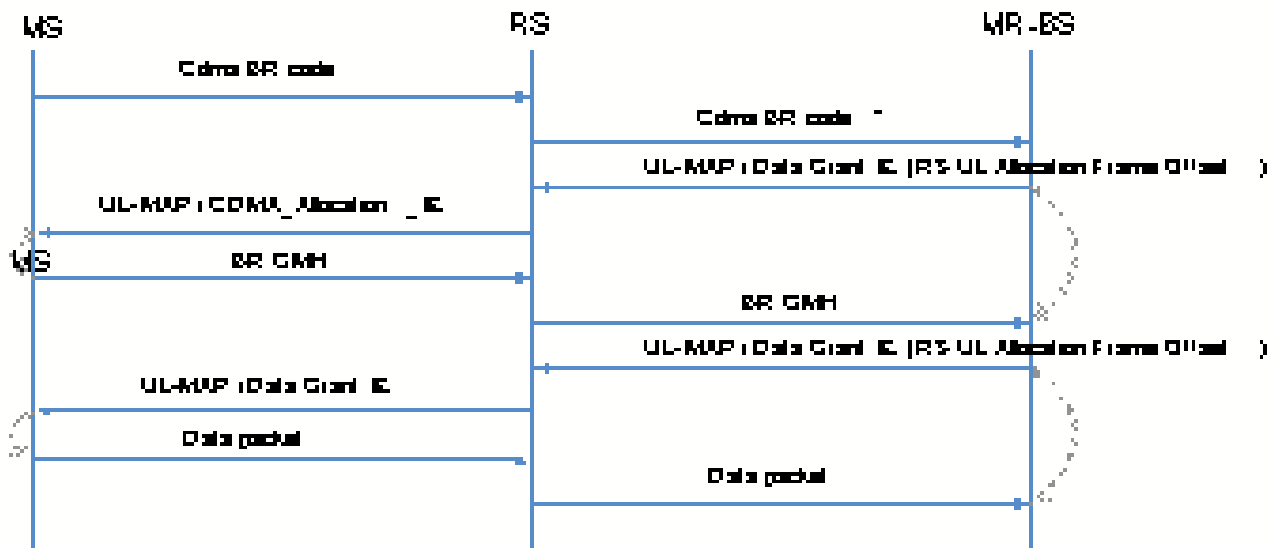 MS
RS
MR-BS
Cdma BR code
Cdma BR code
UL-MAP (Data Grant IE (RS UL Allocation Frame Offset )
UL-MAP (CDMA_Allocation_IE
MS
BR GMH
BR GMH
UL-MAP (Data Grant IE (RS UL Allocation Frame Offset )
UL-MAP (Data Grant IE
Data packet
Data packet